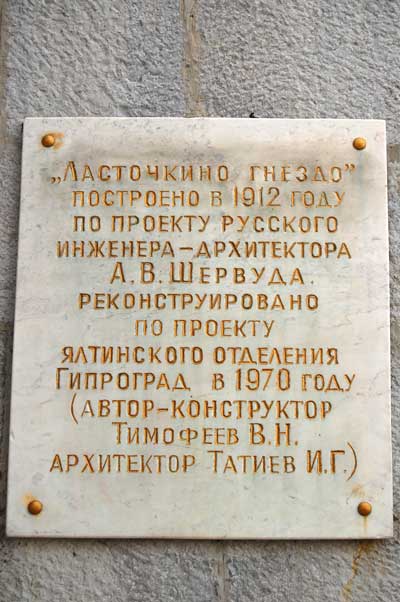 „Ласточкино гнездо”
построено в 1912 году
по проекту русского
инженера-архитектора
А.В.Шервуда.
реконструировано
по проекту
ялтинского отделения
Гипроград в 1970 году
(автор-конструктор
Тимофеев В.Н.
архитектор Татиев И.Г.)